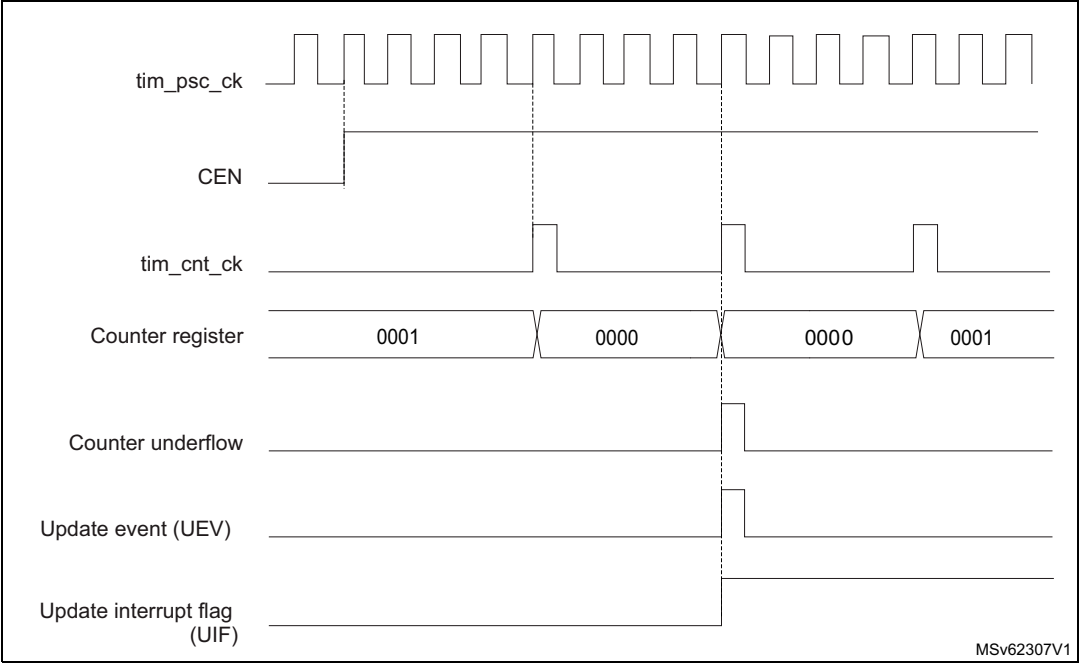 tim_psc_ck
CEN
tim_cnt_ck
Counter register
0001
0000
0000
0001
Counter underflow
Update event (UEV)
Update interrupt flag
(UIF)
MSv62307V1